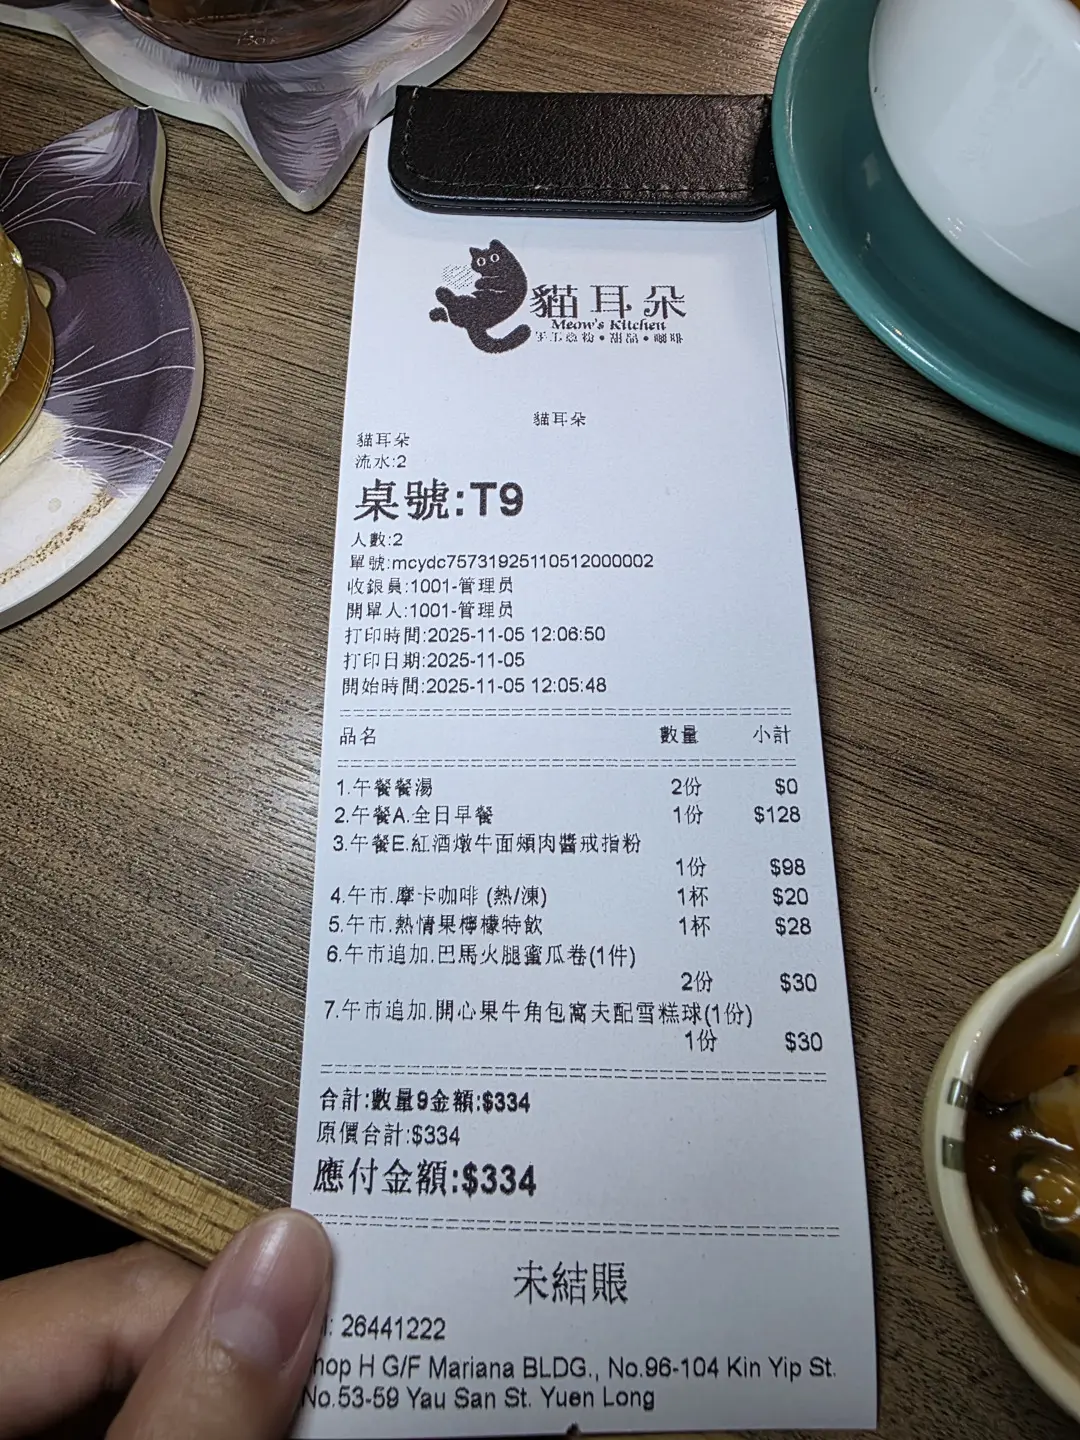 貓耳朵
Meow's Kitchen
手工意粉•甜品•咖啡
貓耳朵
貓耳朵
流水:2
桌號:T9
人數:2
單號:mcydc75731925110512000002
收銀員:1001-管理员
開單人:1001-管理员
打印時間:2025-11-05 12:06:50
打印日期:2025-11-05
開始時間:2025-11-05 12:05:48
品名 數量 小計
1.午餐餐湯 2份 $0
2.午餐A.全日早餐 1份 $128
3.午餐E.紅酒燉牛面頰肉醬戒指粉
1份 $98
4.午市.摩卡咖啡 (熱/凍) 1杯 $20
5.午市.熱情果檸檬特飲 1杯 $28
6.午市追加.巴馬火腿蜜瓜卷(1件)
2份 $30
7.午市追加.開心果牛角包窩夫配雪糕球(1份)
1份 $30
合計:數量9金額:$334
原價合計:$334
應付金額:$334
未結賬
: 26441222
hop H G/F Mariana BLDG., No.96-104 Kin Yip St.
No.53-59 Yau San St. Yuen Long